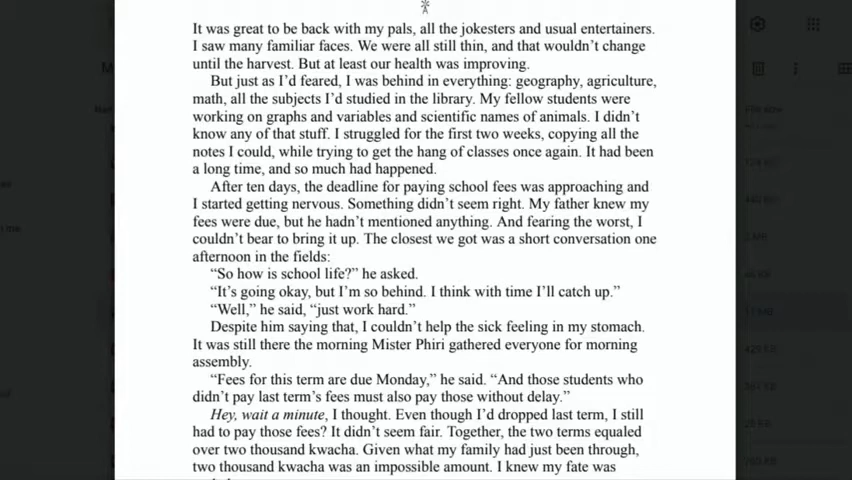 It was great to be back with my pals, all the jokesters and usual entertainers.
I saw many familiar faces. We were all still thin, and that wouldn't change
until the harvest. But at least our health was improving.
But just as I'd feared, I was behind in everything: geography, agriculture,
math, all the subjects I'd studied in the library. My fellow students were
working on graphs and variables and scientific names of animals. I didn't
know any of that stuff. I struggled for the first two weeks, copying all the
notes I could, while trying to get the hang of classes once again. It had been
a long time, and so much had happened.
After ten days, the deadline for paying school fees was approaching and
I started getting nervous. Something didn't seem right. My father knew my
fees were due, but he hadn't mentioned anything. And fearing the worst, I
couldn't bear to bring it up. The closest we got was a short conversation one
afternoon in the fields:
“So how is school life?” he asked.
“It's going okay, but I'm so behind. I think with time I'll catch up.”
“Well,” he said, “just work hard.”
Despite him saying that, I couldn't help the sick feeling in my stomach.
It was still there the morning Mister Phiri gathered everyone for morning
assembly.
“Fees for this term are due Monday,” he said. “And those students who
didn't pay last term's fees must also pay those without delay.”
Hey, wait a minute, I thought. Even though I'd dropped last term, I still
had to pay those fees? It didn't seem fair. Together, the two terms equaled
over two thousand kwacha. Given what my family had just been through,
two thousand kwacha was an impossible amount. I knew my fate was
File size